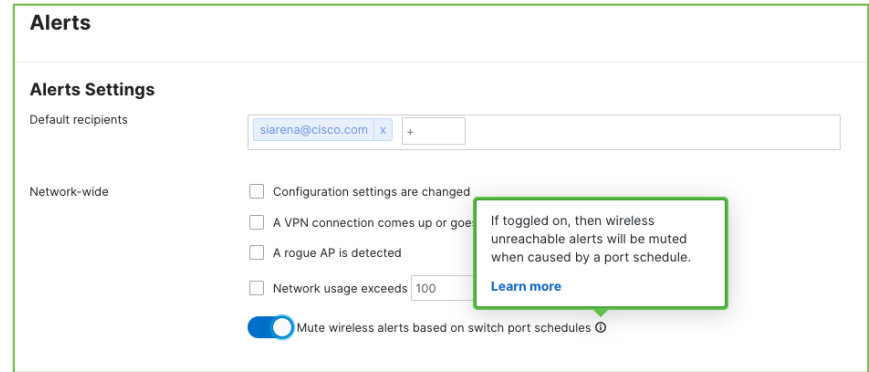 Alerts
Alerts Settings
Default recipients
siarena@cisco.com x +
Network-wide
Configuration settings are changed
A VPN connection comes up or goes
A rogue AP is detected
Network usage exceeds 100
If toggled on, then wireless
unreachable alerts will be muted
when caused by a port schedule.
Learn more
Mute wireless alerts based on switch port schedules